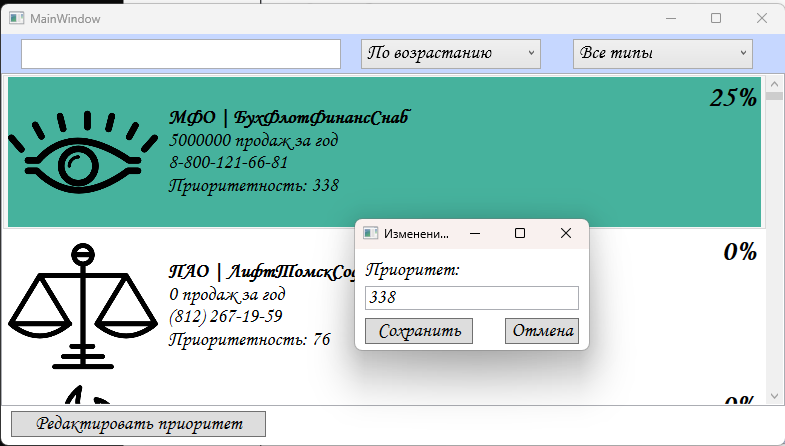 MainWindow
По возрастанию
Все типы
25%
МФО | БухФлотФинансСнаб
5000000 продаж за год
8-800-121-66-81
Приоритетность: 338
Изменени...
0%
Приоритет:
ПАО | ЛифтТомскСо
338
0 продаж за год
(812) 267-19-59
Сохранить
Отмена
Приоритетность: 76
0%
Редактировать приоритет